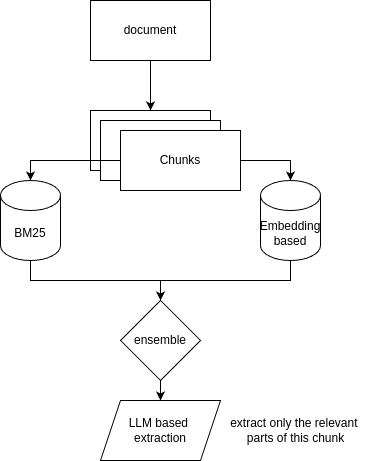 document
Chunks
BM25
Embedding
based
ensemble
LLM based
extraction
extract only the relevant
parts of this chunk